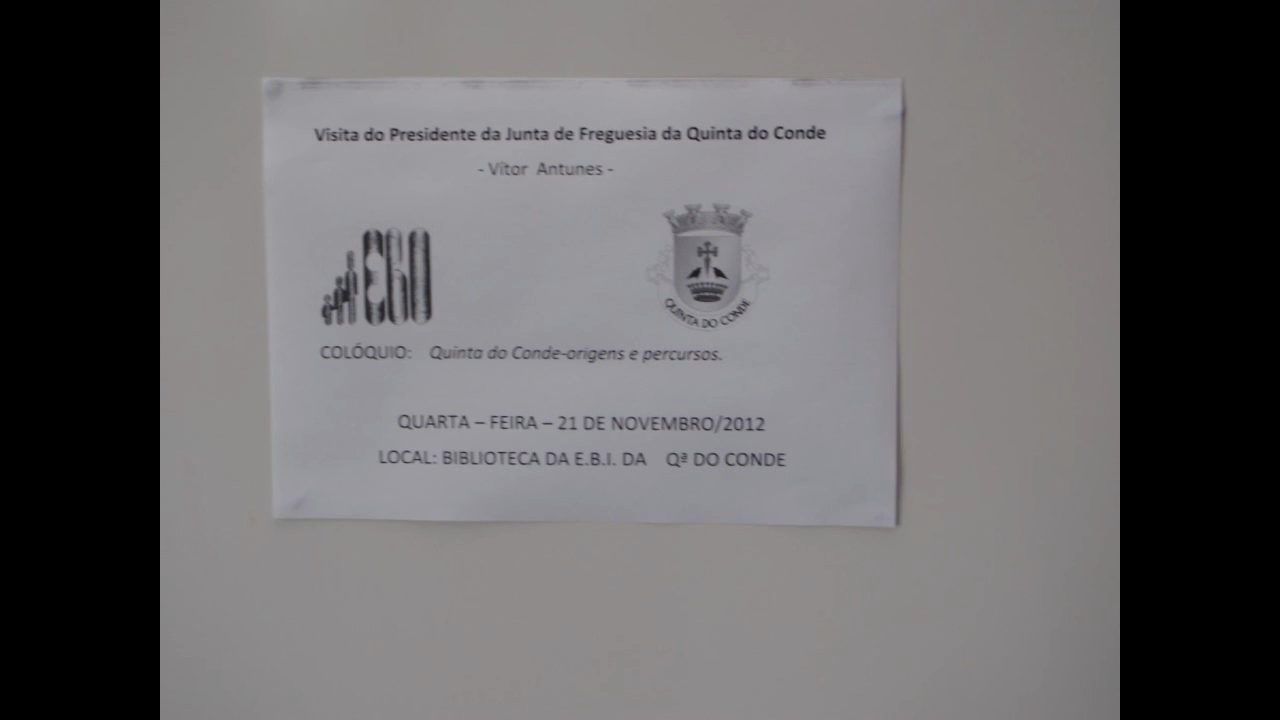 Visita do Presidente da Junta de Freguesia da Quinta do Conde
- Vítor Antunes -
QUINTA DO CONDE
COLÓQUIO: Quinta do Conde-origens e percursos.
QUARTA – FEIRA – 21 DE NOVEMBRO/2012
LOCAL: BIBLIOTECA DA E.B.I. DA Qª DO CONDE